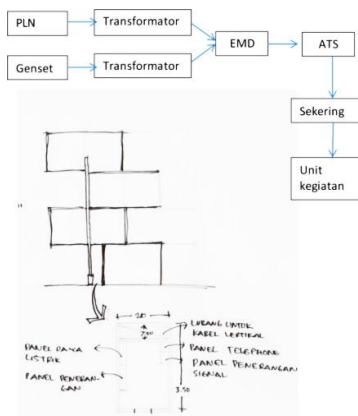 PLN
Transformator
EMD
ATS
Genset
Transformator
Sekering
Unit
kegiatan
20
LUBANG UNTUK
KABEL VERTIKAL
PANEL DAYA
LISTRIK
PANEL TELEPHONE
PANEL PENERANGAN
SIGNAL
PANEL PENERAN-
GAN
3.50